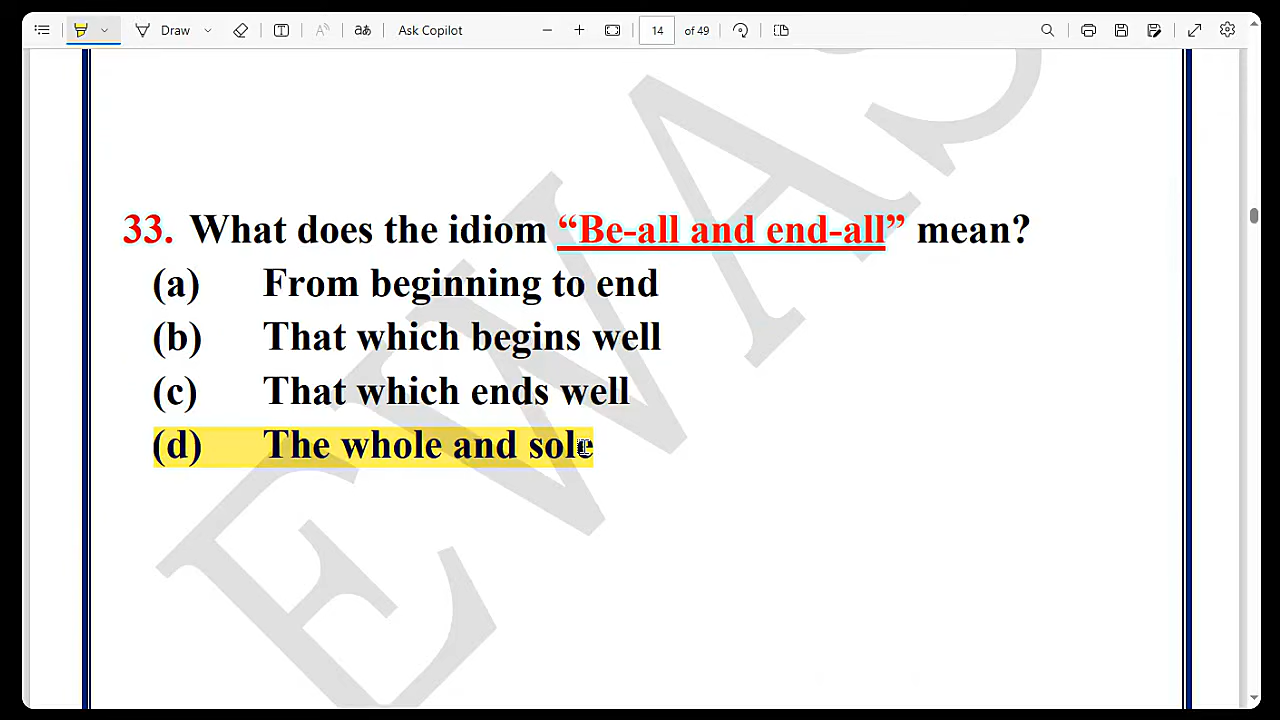 Draw
Ask Copilot
14 of 49
33. What does the idiom “Be-all and end-all” mean?
(a) From beginning to end
(b) That which begins well
(c) That which ends well
(d) The whole and sole
EWAS